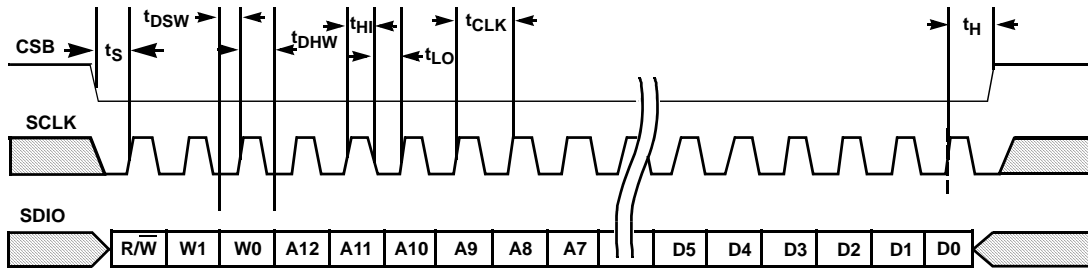 tDSW
tHI
tCLK
tH
CSB
tS
tDHW
tLO
SCLK
SDIO
R/W̅ W1 W0 A12 A11 A10 A9 A8 A7 D5 D4 D3 D2 D1 D0